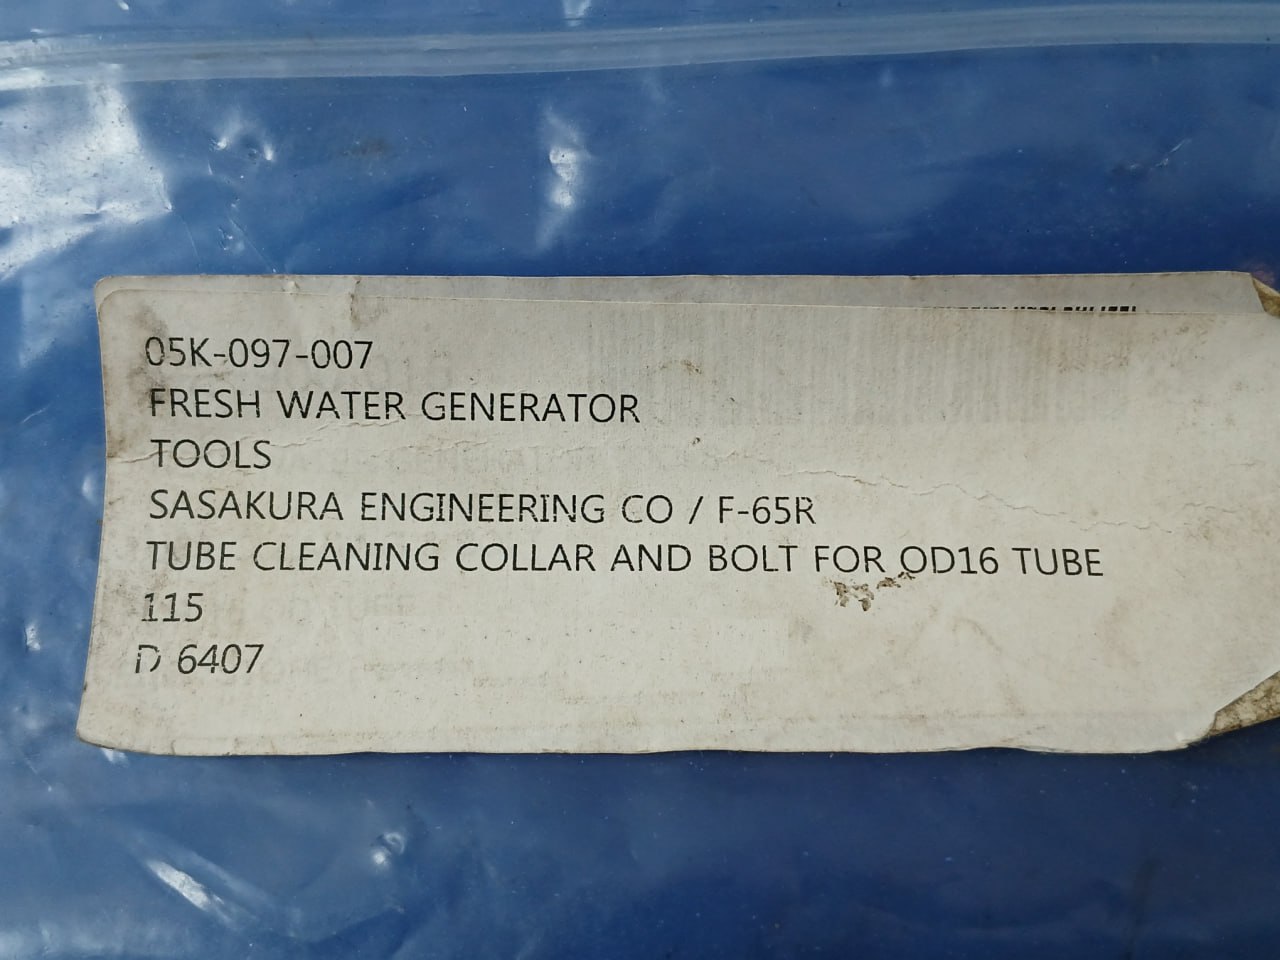 05K-097-007
FRESH WATER GENERATOR
TOOLS
SASAKURA ENGINEERING CO / F-65R
TUBE CLEANING COLLAR AND BOLT FOR OD16 TUBE
115
D 6407